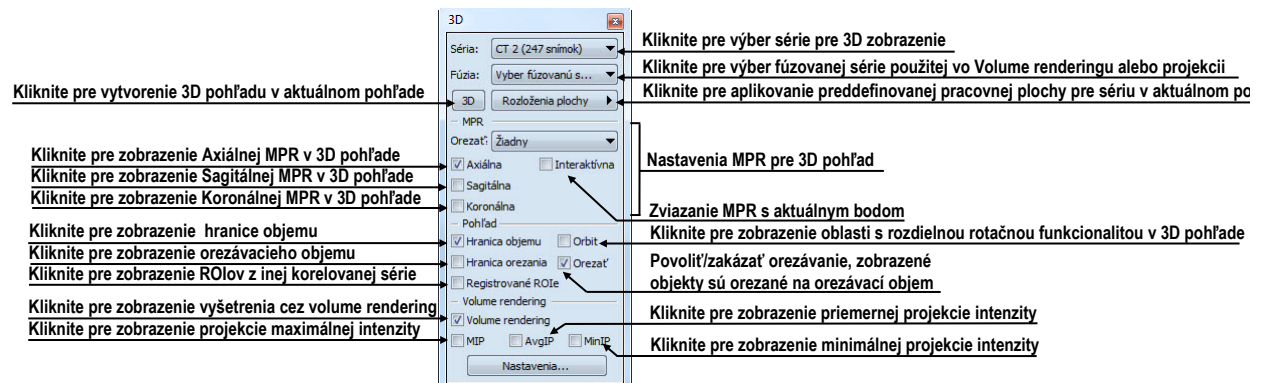 3D
Séria: CT 2 (247 snímok)
Kliknite pre výber série pre 3D zobrazenie
Fúzia: Vyber fúzovanú s...
Kliknite pre výber fúzovanej série použitej vo Volume renderingu alebo projekcii
Kliknite pre vytvorenie 3D pohľadu v aktuálnom pohľade
3D Rozloženia plochy
Kliknite pre aplikovanie preddefinovanej pracovnej plochy pre sériu v aktuálnom po
MPR
Orezať: Žiadny
Kliknite pre zobrazenie Axiálnej MPR v 3D pohľade
Axiálna Interaktívna
Nastavenia MPR pre 3D pohľad
Kliknite pre zobrazenie Sagitálnej MPR v 3D pohľade
Sagitálna
Kliknite pre zobrazenie Koronálnej MPR v 3D pohľade
Koronálna
Zviazanie MPR s aktuálnym bodom
Pohľad
Kliknite pre zobrazenie hranice objemu
Hranica objemu Orbit
Kliknite pre zobrazenie oblasti s rozdielnou rotačnou funkcionalitou v 3D pohľade
Kliknite pre zobrazenie orezávacieho objemu
Hranica orezania Orezať
Povoliť/zakázať orezávanie, zobrazené
objekty sú orezané na orezávací objem
Kliknite pre zobrazenie ROIov z inej korelovanej série
Registrované ROIe
Volume rendering
Kliknite pre zobrazenie vyšetrenia cez volume rendering
Volume rendering
Kliknite pre zobrazenie priemernej projekcie intenzity
Kliknite pre zobrazenie projekcie maximálnej intenzity
MIP AvgIP MinIP
Kliknite pre zobrazenie minimálnej projekcie intenzity
Nastavenia...